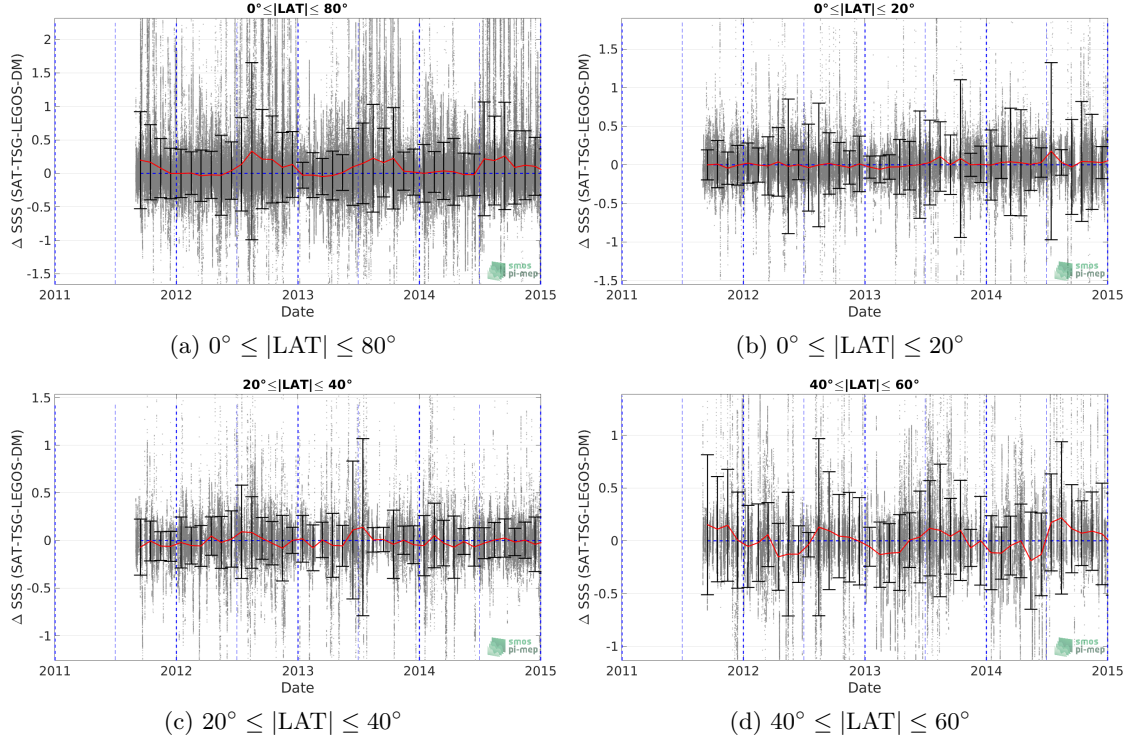 0°≤|LAT|≤ 80°
Δ SSS (SAT-TSG-LEGOS-DM)
2
1.5
1
0.5
0
-0.5
-1
-1.5
smos
pi-mep
2011
2012
2013
2014
2015
Date
(a) 0° ≤ |LAT| ≤ 80°
0°≤|LAT|≤ 20°
Δ SSS (SAT-TSG-LEGOS-DM)
1.5
1
0.5
0
-0.5
-1
-1.5
smos
pi-mep
2011
2012
2013
2014
2015
Date
(b) 0° ≤ |LAT| ≤ 20°
20°≤|LAT|≤ 40°
Δ SSS (SAT-TSG-LEGOS-DM)
1.5
1
0.5
0
-0.5
-1
smos
pi-mep
2011
2012
2013
2014
2015
Date
(c) 20° ≤ |LAT| ≤ 40°
40°≤|LAT|≤ 60°
Δ SSS (SAT-TSG-LEGOS-DM)
1
0.5
0
-0.5
-1
smos
pi-mep
2011
2012
2013
2014
2015
Date
(d) 40° ≤ |LAT| ≤ 60°